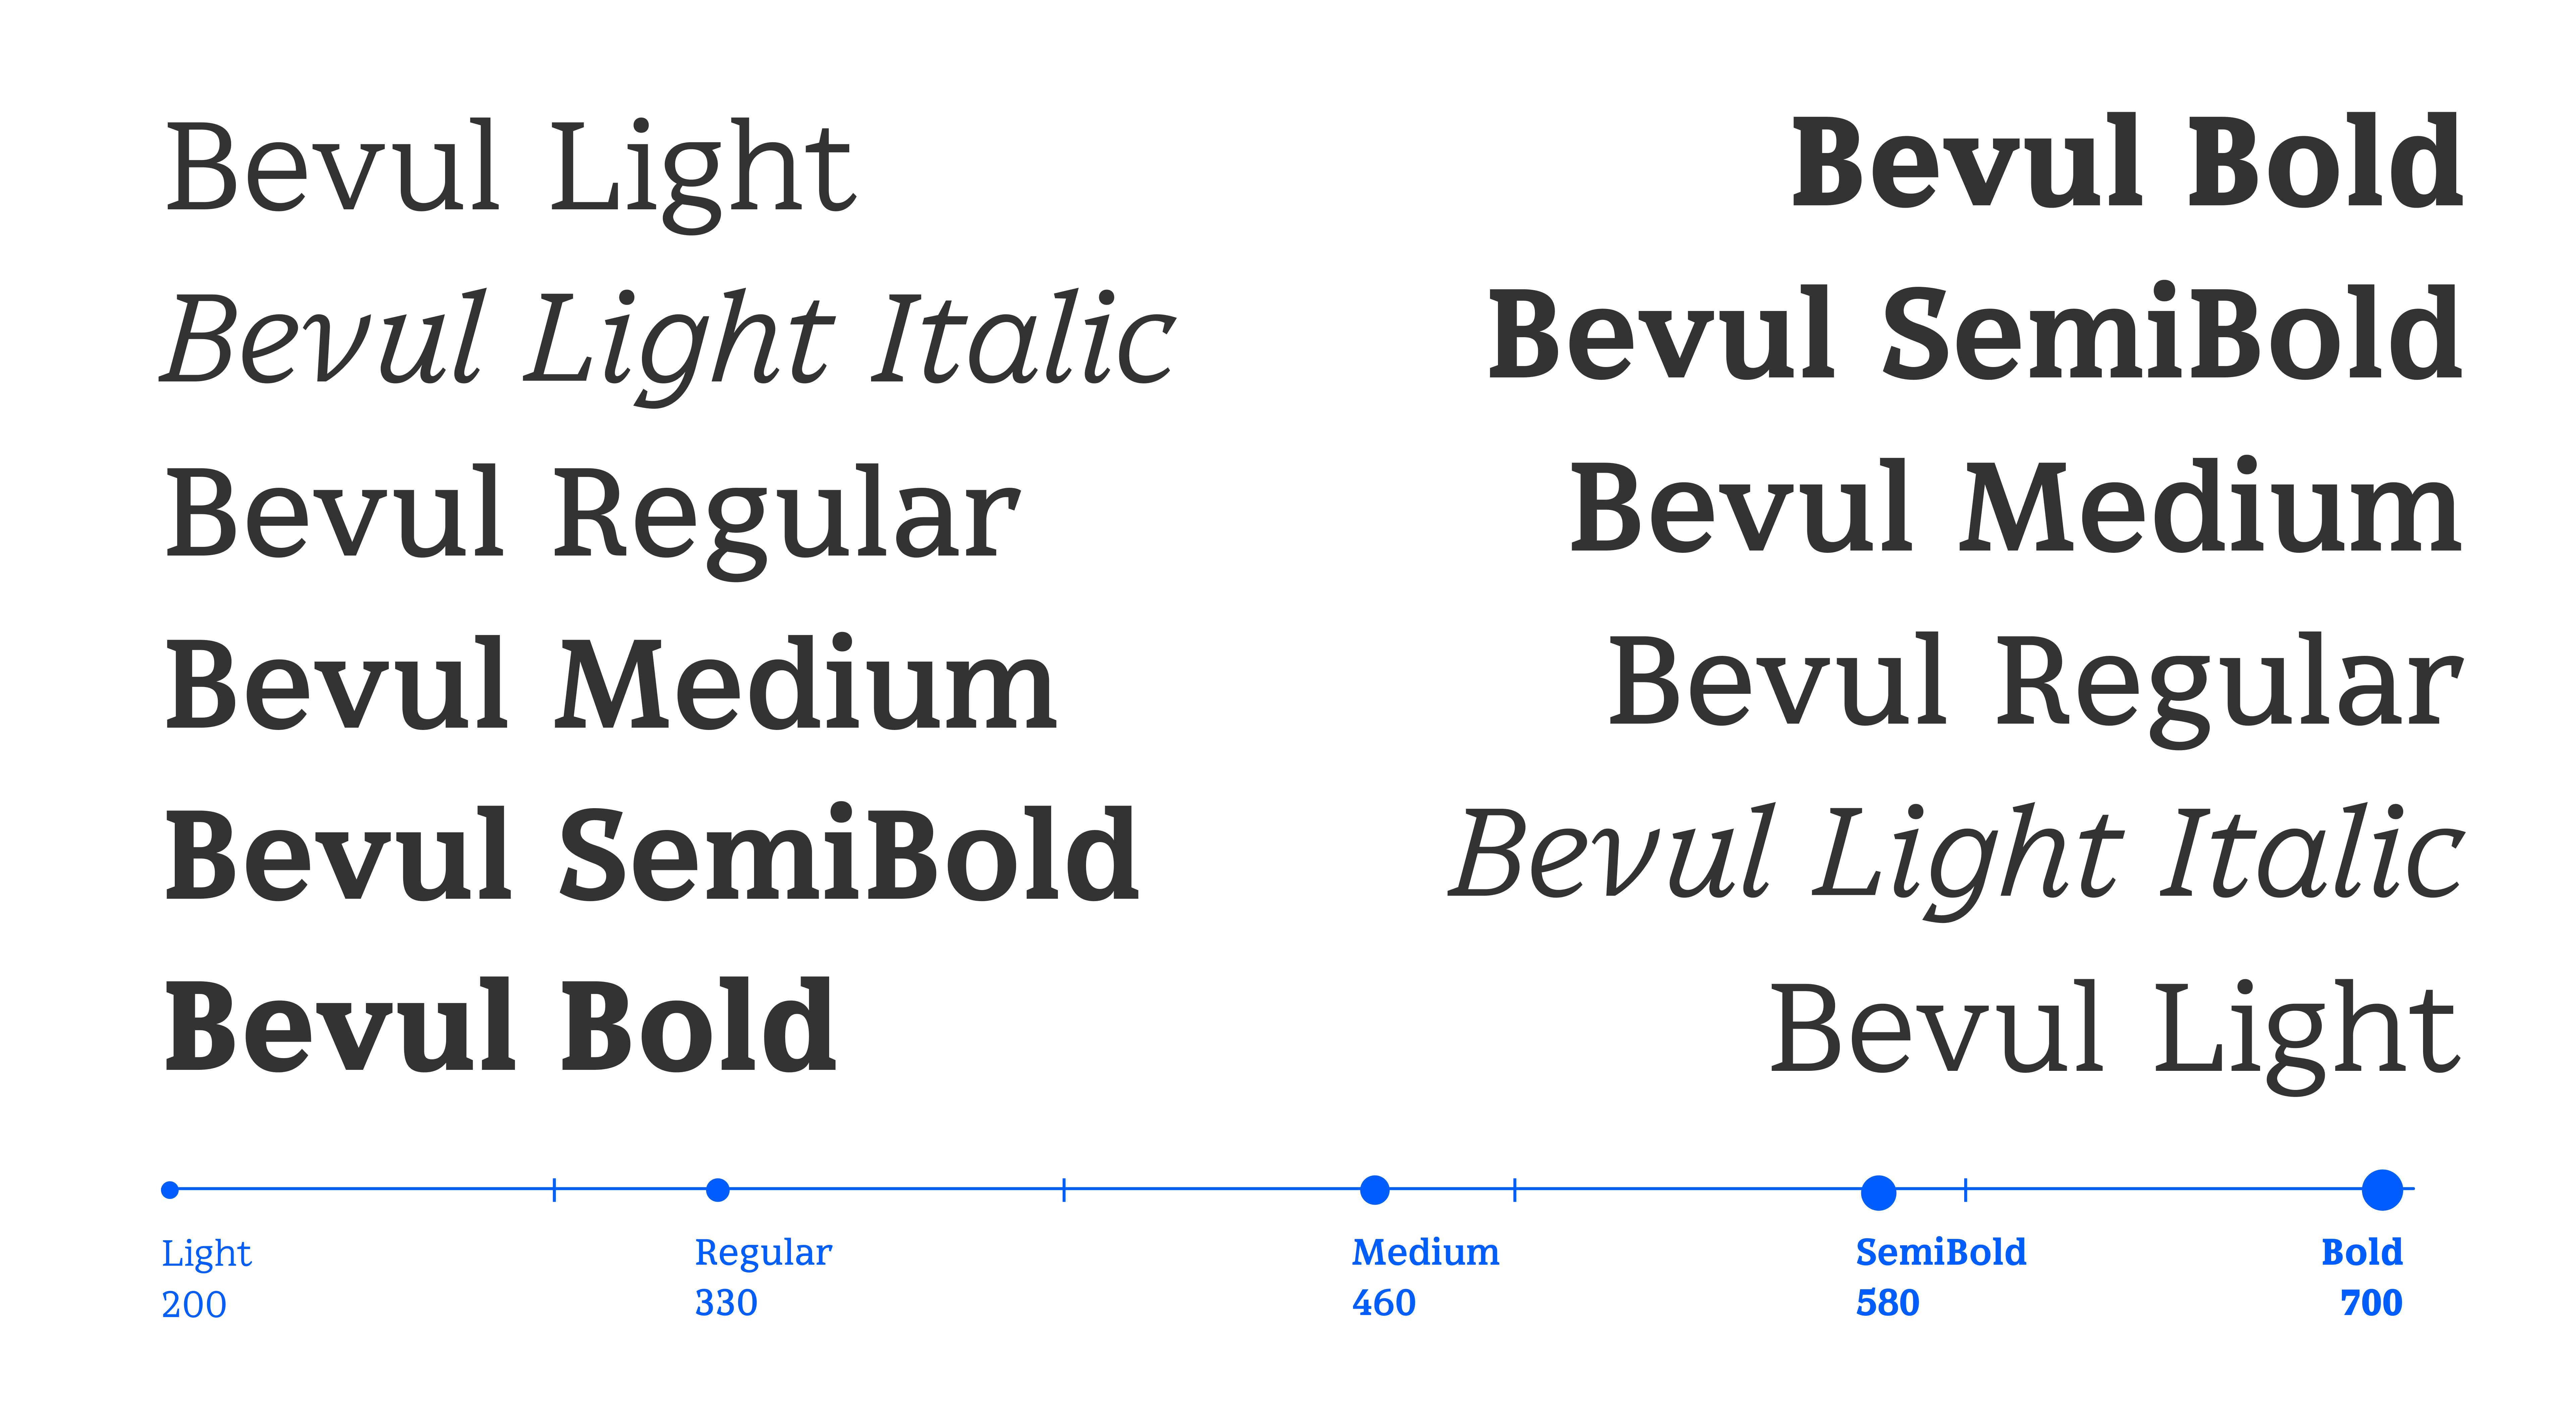 Bevul Light
Bevul Light Italic
Bevul Regular
Bevul Medium
Bevul SemiBold
Bevul Bold
Bevul Bold
Bevul SemiBold
Bevul Medium
Bevul Regular
Bevul Light Italic
Bevul Light
Light
200
Regular
330
Medium
460
SemiBold
580
Bold
700